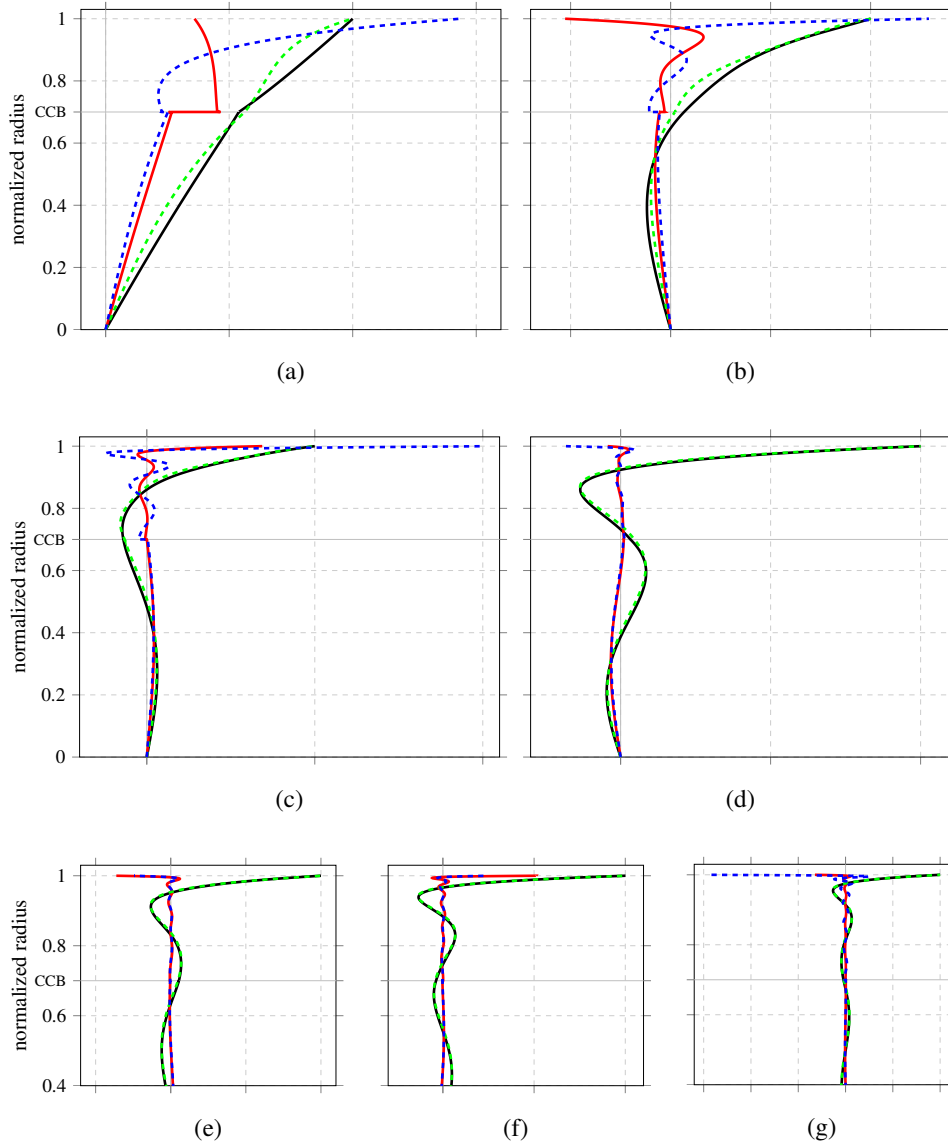 1
0.8
CCB
0.6
0.4
0.2
0
normalized radius
(a)
(b)
1
0.8
CCB
0.6
0.4
0.2
0
normalized radius
(c)
(d)
1
0.8
CCB
0.6
0.4
normalized radius
(e)
(f)
(g)